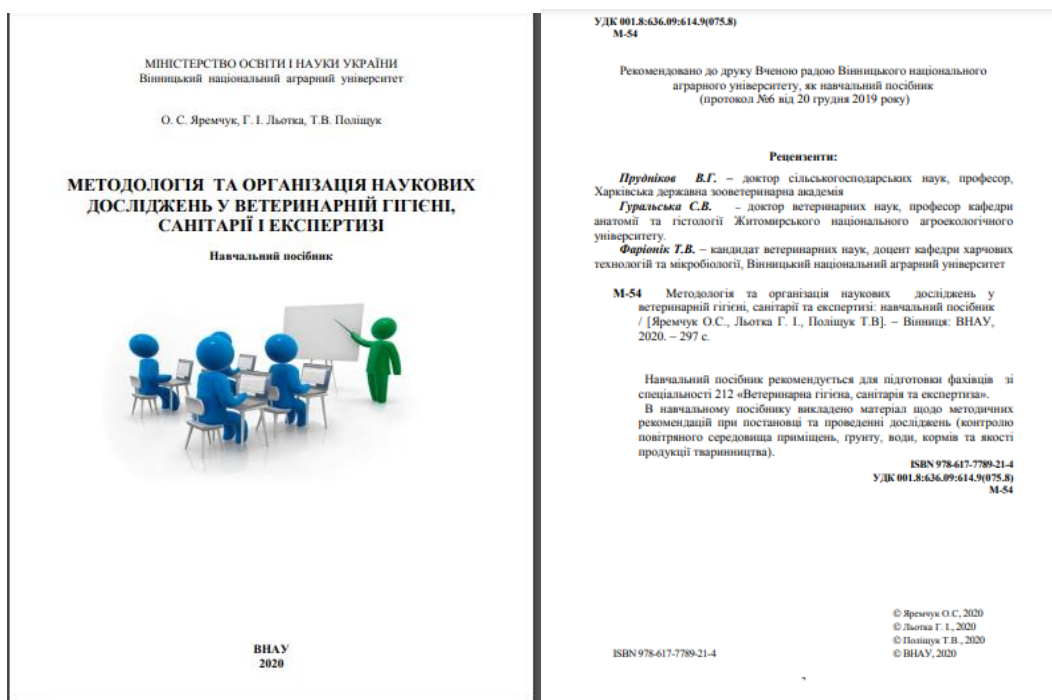 МІНІСТЕРСТВО ОСВІТИ І НАУКИ УКРАЇНИ
Вінницький національний аграрний університет
О. С. Яремчук, Г. І. Льотка, Т.В. Поліщук
МЕТОДОЛОГІЯ ТА ОРГАНІЗАЦІЯ НАУКОВИХ
ДОСЛІДЖЕНЬ У ВЕТЕРИНАРНІЙ ГІГІЄНІ,
САНІТАРІЇ І ЕКСПЕРТИЗІ
Навчальний посібник
ВНАУ
2020
УДК 001.8:636.09:614.9(075.8)
М-54
Рекомендовано до друку Вченою радою Вінницького національного
аграрного університету, як навчальний посібник
(протокол №6 від 20 грудня 2019 року)
Рецензенти:
Прудніков В.Г. – доктор сільськогосподарських наук, професор,
Харківська державна зооветеринарна академія
Гуральська С.В. – доктор ветеринарних наук, професор кафедри
анатомії та гістології Житомирського національного агроекологічного
університету.
Фаріонік Т.В. – кандидат ветеринарних наук, доцент кафедри харчових
технологій та мікробіології, Вінницький національний аграрний університет
М-54 Методологія та організація наукових досліджень у
ветеринарній гігієні, санітарії та експертизі: навчальний посібник
/ [Яремчук О.С., Льотка Г. І., Поліщук Т.В]. – Вінниця: ВНАУ,
2020. – 297 с.
Навчальний посібник рекомендується для підготовки фахівців зі
спеціальності 212 «Ветеринарна гігієна, санітарія та експертиза».
В навчальному посібнику викладено матеріал щодо методичних
рекомендацій при постановці та проведенні досліджень (контролю
повітряного середовища приміщень, ґрунту, води, кормів та якості
продукції тваринництва).
ISBN 978-617-7789-21-4
УДК 001.8:636.09:614.9(075.8)
М-54
© Яремчук О.С, 2020
© Льотка Г. І., 2020
© Поліщук Т.В., 2020
ISBN 978-617-7789-21-4 © ВНАУ, 2020